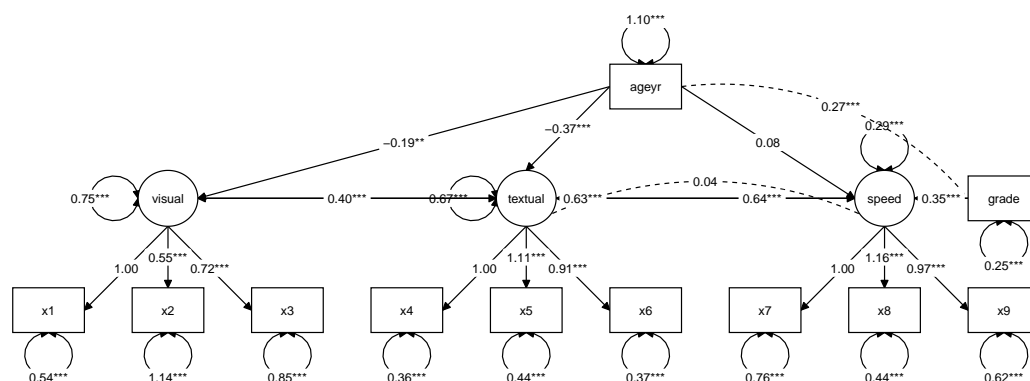 1.10***
ageyr
0.27***
−0.19**
−0.37***
0.08
0.29***
0.75***
visual
0.40***
0.67***
textual
0.63***
0.04
0.64***
speed
0.35***
grade
1.00
0.55***
0.72***
1.00
1.11***
0.91***
1.00
1.16***
0.97***
0.25***
x1
x2
x3
x4
x5
x6
x7
x8
x9
0.54***
1.14***
0.85***
0.36***
0.44***
0.37***
0.76***
0.44***
0.62***